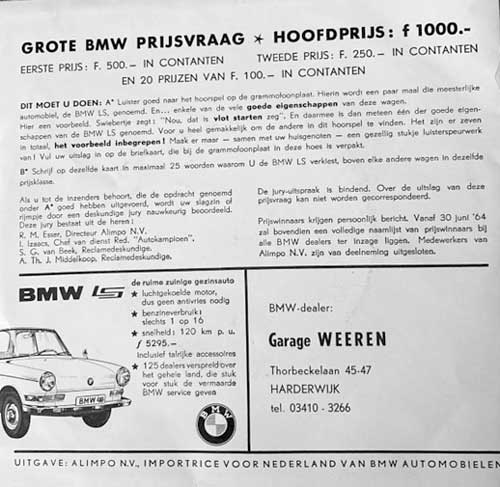 GROTE BMW PRIJSVRAAG ★ HOOFDPRIJS: f 1000.-
EERSTE PRIJS: F. 500.- IN CONTANTEN TWEEDE PRIJS: F. 250.- IN CONTANTEN
EN 20 PRIJZEN VAN F. 100.- IN CONTANTEN
DIT MOET U DOEN: A* Luister goed naar het hoorspel op de grammofoonplaat. Hierin wordt een paar maal die meesterlijke
automobiel, de BMW LS, genoemd. En... enkele van de vele goede eigenschappen van deze wagen.
Hier een voorbeeld. Swiebertje zegt: "Nou, dat is vlot starten zeg". En daarmee is dan meteen één der goede eigen-
schappen van de BMW LS genoemd. Voor u heel gemakkelijk om de andere in dit hoorspel te vinden. Het zijn er zeven
in totaal, het voorbeeld inbegrepen! Maak er maar — samen met uw huisgenoten — een gezellig stukje luisterspeurwerk
van! Vul uw uitslag in op de briefkaart, die bij de grammofoonplaat in deze hoes is verpakt.
B* Schrijf op dezelfde kaart in maximaal 25 woorden waarom U de BMW LS verkiest, boven elke andere wagen in dezelfde
prijsklasse.
Als u tot de inzenders behoort, die de opdracht genoemd
onder A* goed hebben uitgevoerd, wordt uw slagzin of
rijmpje door een deskundige jury nauwkeurig beoordeeld.
Deze jury bestaat uit de heren:
R. M. Esser, Directeur Alimpo N.V.
I. Izaacs, Chef van dienst Red. "Autokampioen".
S. G. van Beek, Reclamedeskundige.
A. Th. J. Middelkoop, Reclamedeskundige.
De jury-uitspraak is bindend. Over de uitslag van deze
prijsvraag kan niet worden gecorrespondeerd.
Prijswinnaars krijgen persoonlijk bericht. Vanaf 30 juni '64
zal bovendien een volledige naamlijst van prijswinnaars bij
alle BMW dealers ter inzage liggen. Medewerkers van
Alimpo N.V. zijn van deelneming uitgesloten.
BMW LS
de ruime zuinige gezinsauto
★ luchtgekoelde motor,
dus geen antivries nodig
★ benzineverbruik:
slechts 1 op 16
★ snelheid: 120 km p. u.
f 5295.-
Inclusief talrijke accessoires
★ 125 dealers verspreid over
het gehele land, die stuk
voor stuk de vermaarde
BMW service geven
BMW
BMW
BMW-dealer:
Garage WEEREN
Thorbeckelaan 45-47
HARDERWIJK
tel. 03410 - 3266
UITGAVE: ALIMPO N.V., IMPORTRICE VOOR NEDERLAND VAN BMW AUTOMOBIELEN